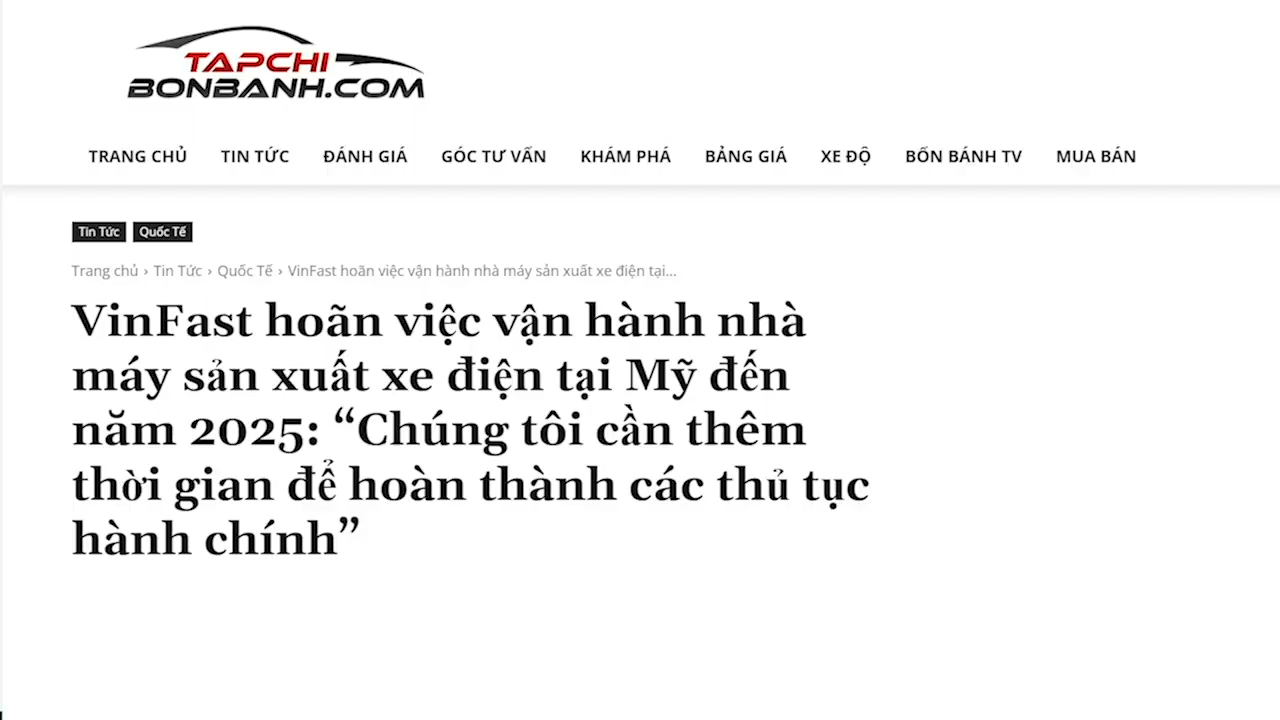 TAPCHI
BONBANH.COM
TRANG CHỦ TIN TỨC ĐÁNH GIÁ GÓC TƯ VẤN KHÁM PHÁ BẢNG GIÁ XE ĐỘ BỐN BÁNH TV MUA BÁN
Tin Tức Quốc Tế
Trang chủ › Tin Tức › Quốc Tế › VinFast hoãn việc vận hành nhà máy sản xuất xe điện tại...
VinFast hoãn việc vận hành nhà
máy sản xuất xe điện tại Mỹ đến
năm 2025: “Chúng tôi cần thêm
thời gian để hoàn thành các thủ tục
hành chính”